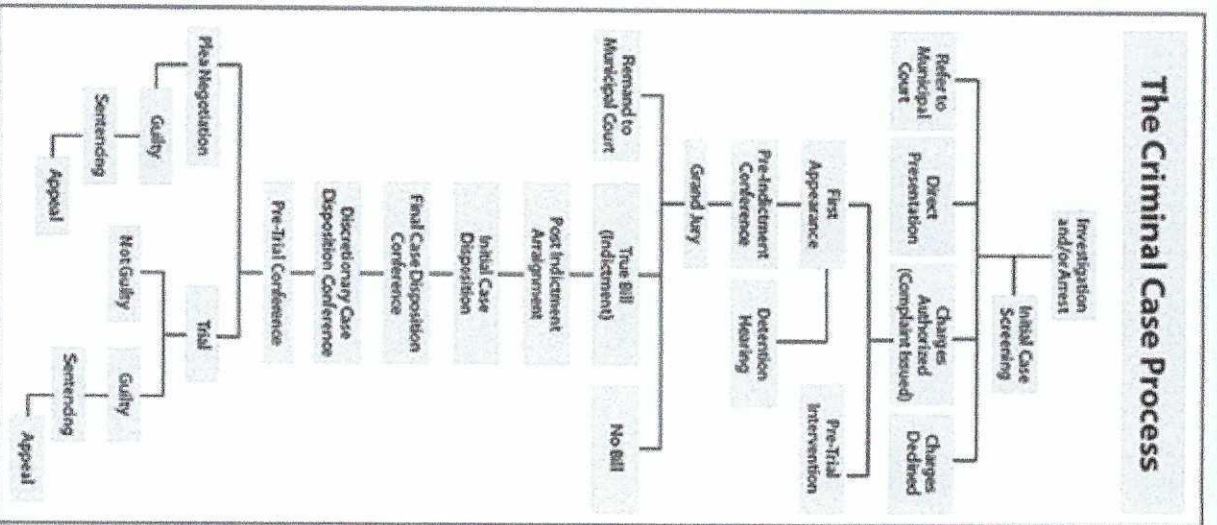 The Criminal Case Process
Investigation
and/or Arrest
Initial Case
Screening
Refer to
Municipal
Court
Direct
Presentation
Charges
Authorized
(Complaint Issued)
Charges
Declined
First
Appearance
Pre-Trial
Intervention
Pre-Indictment
Conference
Detention
Hearing
Grand Jury
Remand to
Municipal Court
True Bill
(Indictment)
No Bill
Post Indictment
Arraignment
Initial Case
Disposition
Final Case Disposition
Conference
Discretionary Case
Disposition Conference
Pre-Trial Conference
Plea Negotiation
Trial
Guilty
Not Guilty
Guilty
Sentencing
Sentencing
Appeal
Appeal